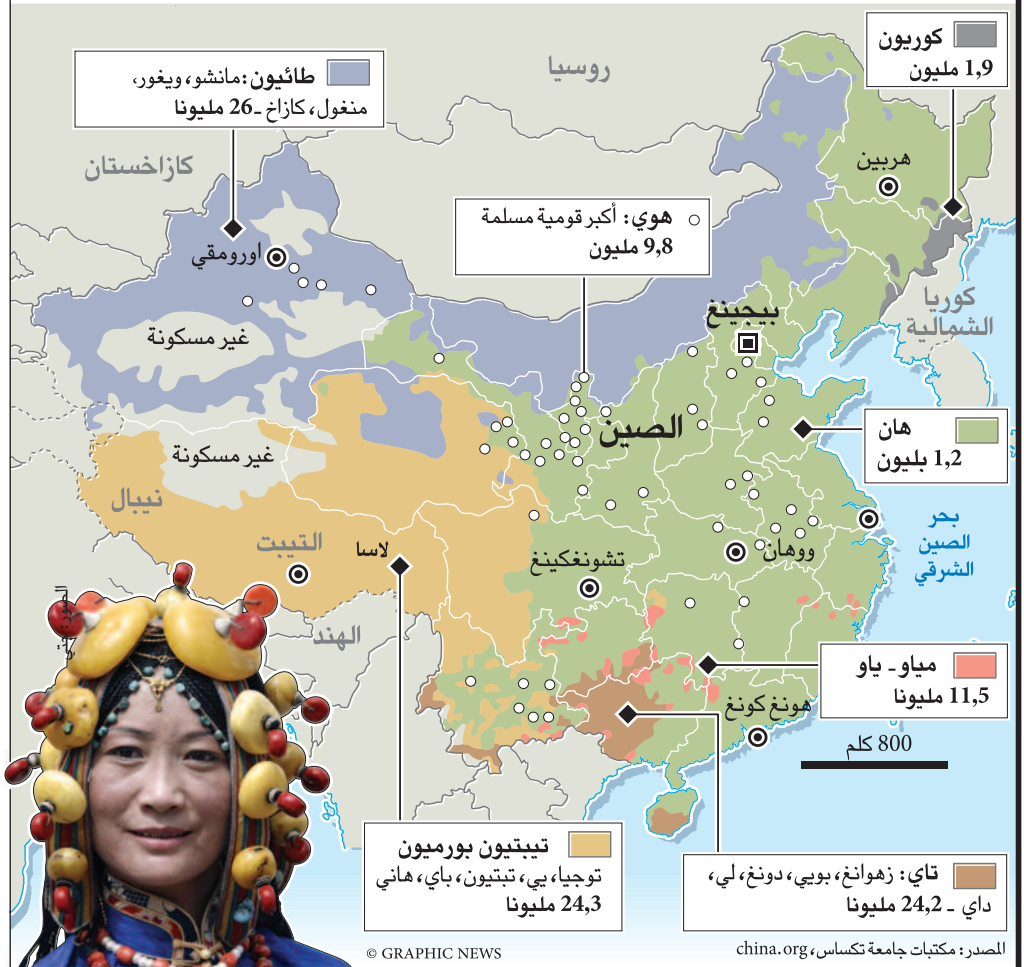 كوريون
1,9 مليون
طائيون: مانشو، ويغور،
منغول، كازاخ - 26 مليونا
روسيا
كازاخستان
هربين
هوي: أكبر قومية مسلمة
9,8 مليون
اورومقي
كوريا
الشمالية
بيجينغ
غير مسكونة
الصين
هان
1,2 بليون
غير مسكونة
نيبال
بحر
الصين
الشرقي
التيبت
لاسا
تشونغكينغ
ووهان
الهند
مياو - ياو
11,5 مليونا
هونغ كونغ
800 كلم
تيبتيون بورميون
توجيا، يي، تبتيون، باي، هاني
24,3 مليونا
تاي: زهوانغ، بويي، دونغ، لي،
داي - 24,2 مليونا
© GRAPHIC NEWS
المصدر: مكتبات جامعة تكساس، china.org